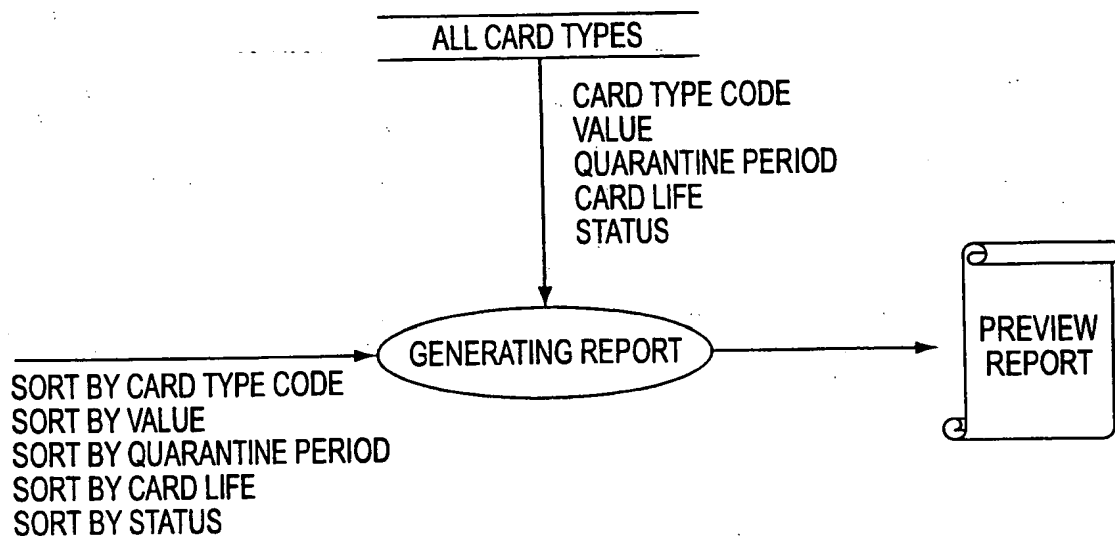 ALL CARD TYPES
CARD TYPE CODE
VALUE
QUARANTINE PERIOD
CARD LIFE
STATUS
GENERATING REPORT
PREVIEW
REPORT
SORT BY CARD TYPE CODE
SORT BY VALUE
SORT BY QUARANTINE PERIOD
SORT BY CARD LIFE
SORT BY STATUS